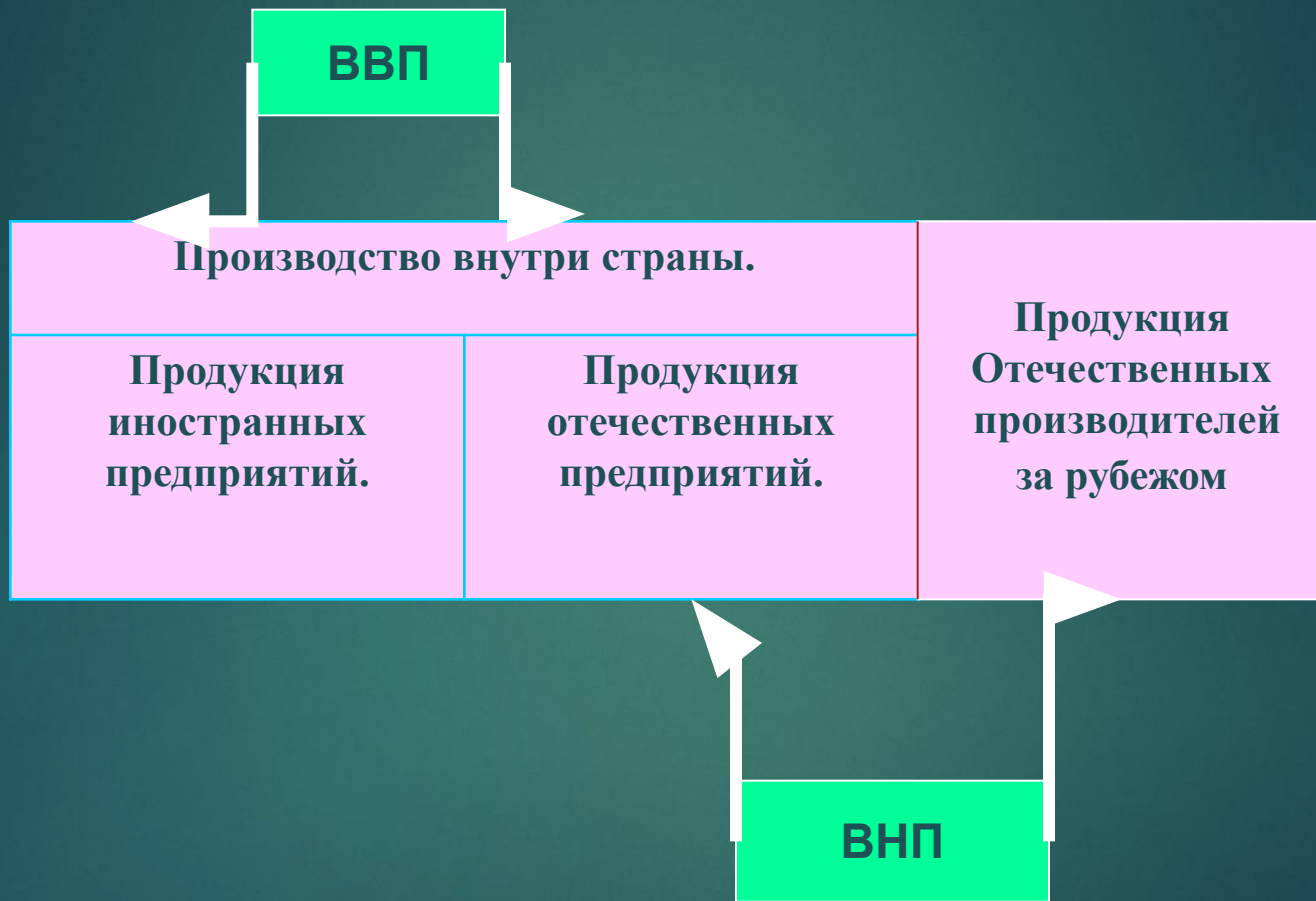 ВВП
Производство внутри страны.
Продукция
иностранных
предприятий.
Продукция
отечественных
предприятий.
Продукция
Отечественных
производителей
за рубежом
ВНП